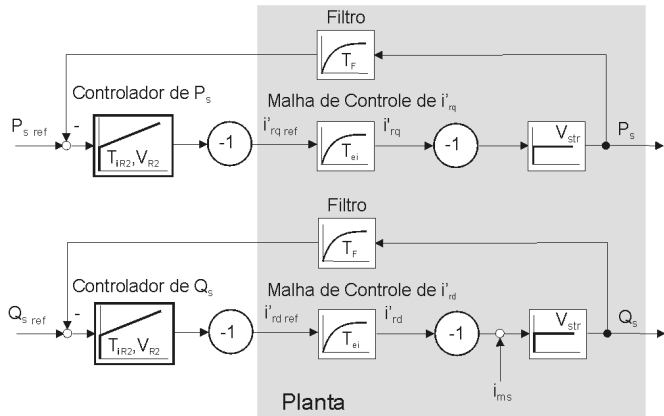 Filtro
T_F
Controlador de P_s
Malha de Controle de i'_rq
P_s ref
-
T_iR2, V_R2
-1
i'_rq ref
T_ei
i'_rq
-1
V_str
P_s
Filtro
T_F
Controlador de Q_s
Malha de Controle de i'_rd
Q_s ref
-
T_iR2, V_R2
-1
i'_rd ref
T_ei
i'_rd
-1
V_str
Q_s
i_ms
Planta